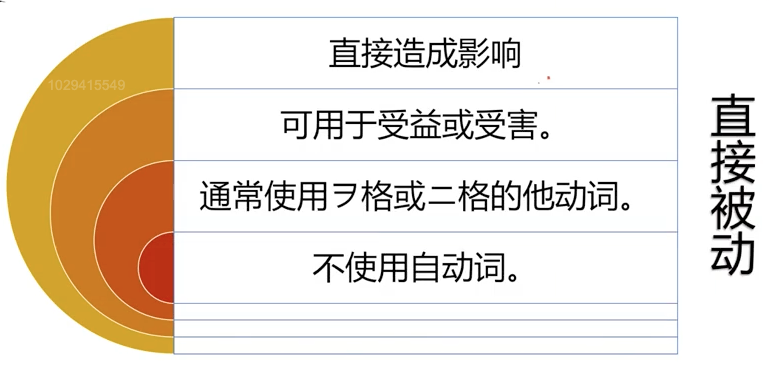 1029415549
直接造成影响
可用于受益或受害。
通常使用ヲ格或ニ格的他动词。
不使用自动词。
直接被动